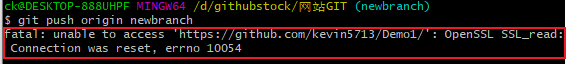 ck@DESKTOP-888UHPF MINGW64 /d/githubstock/网站GIT (newbranch)
$ git push origin newbranch
fatal: unable to access 'https://github.com/kevin5713/Demo1/': OpenSSL SSL_read:
Connection was reset, errno 10054